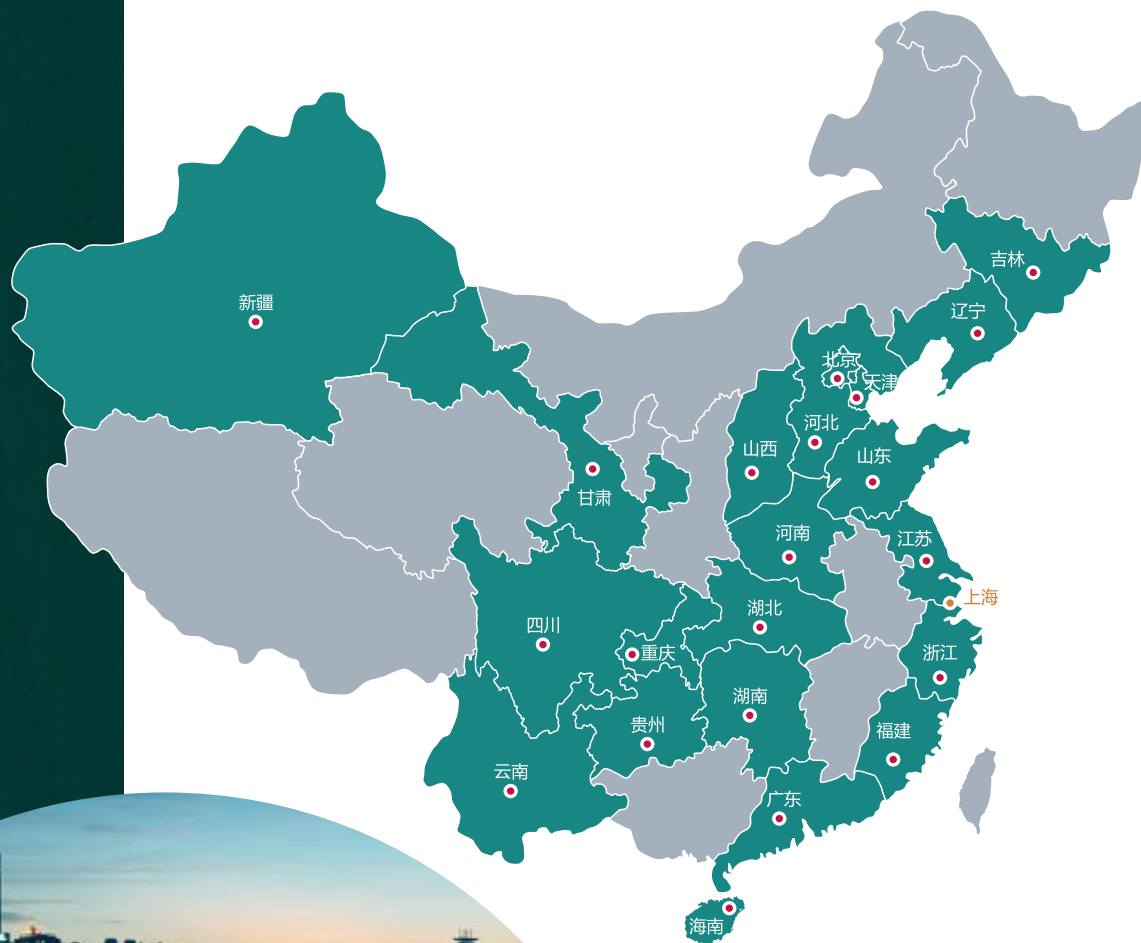 吉林
新疆
辽宁
北京
天津
河北
山西
山东
甘肃
河南
江苏
上海
湖北
四川
重庆
浙江
湖南
贵州
福建
云南
广东
海南